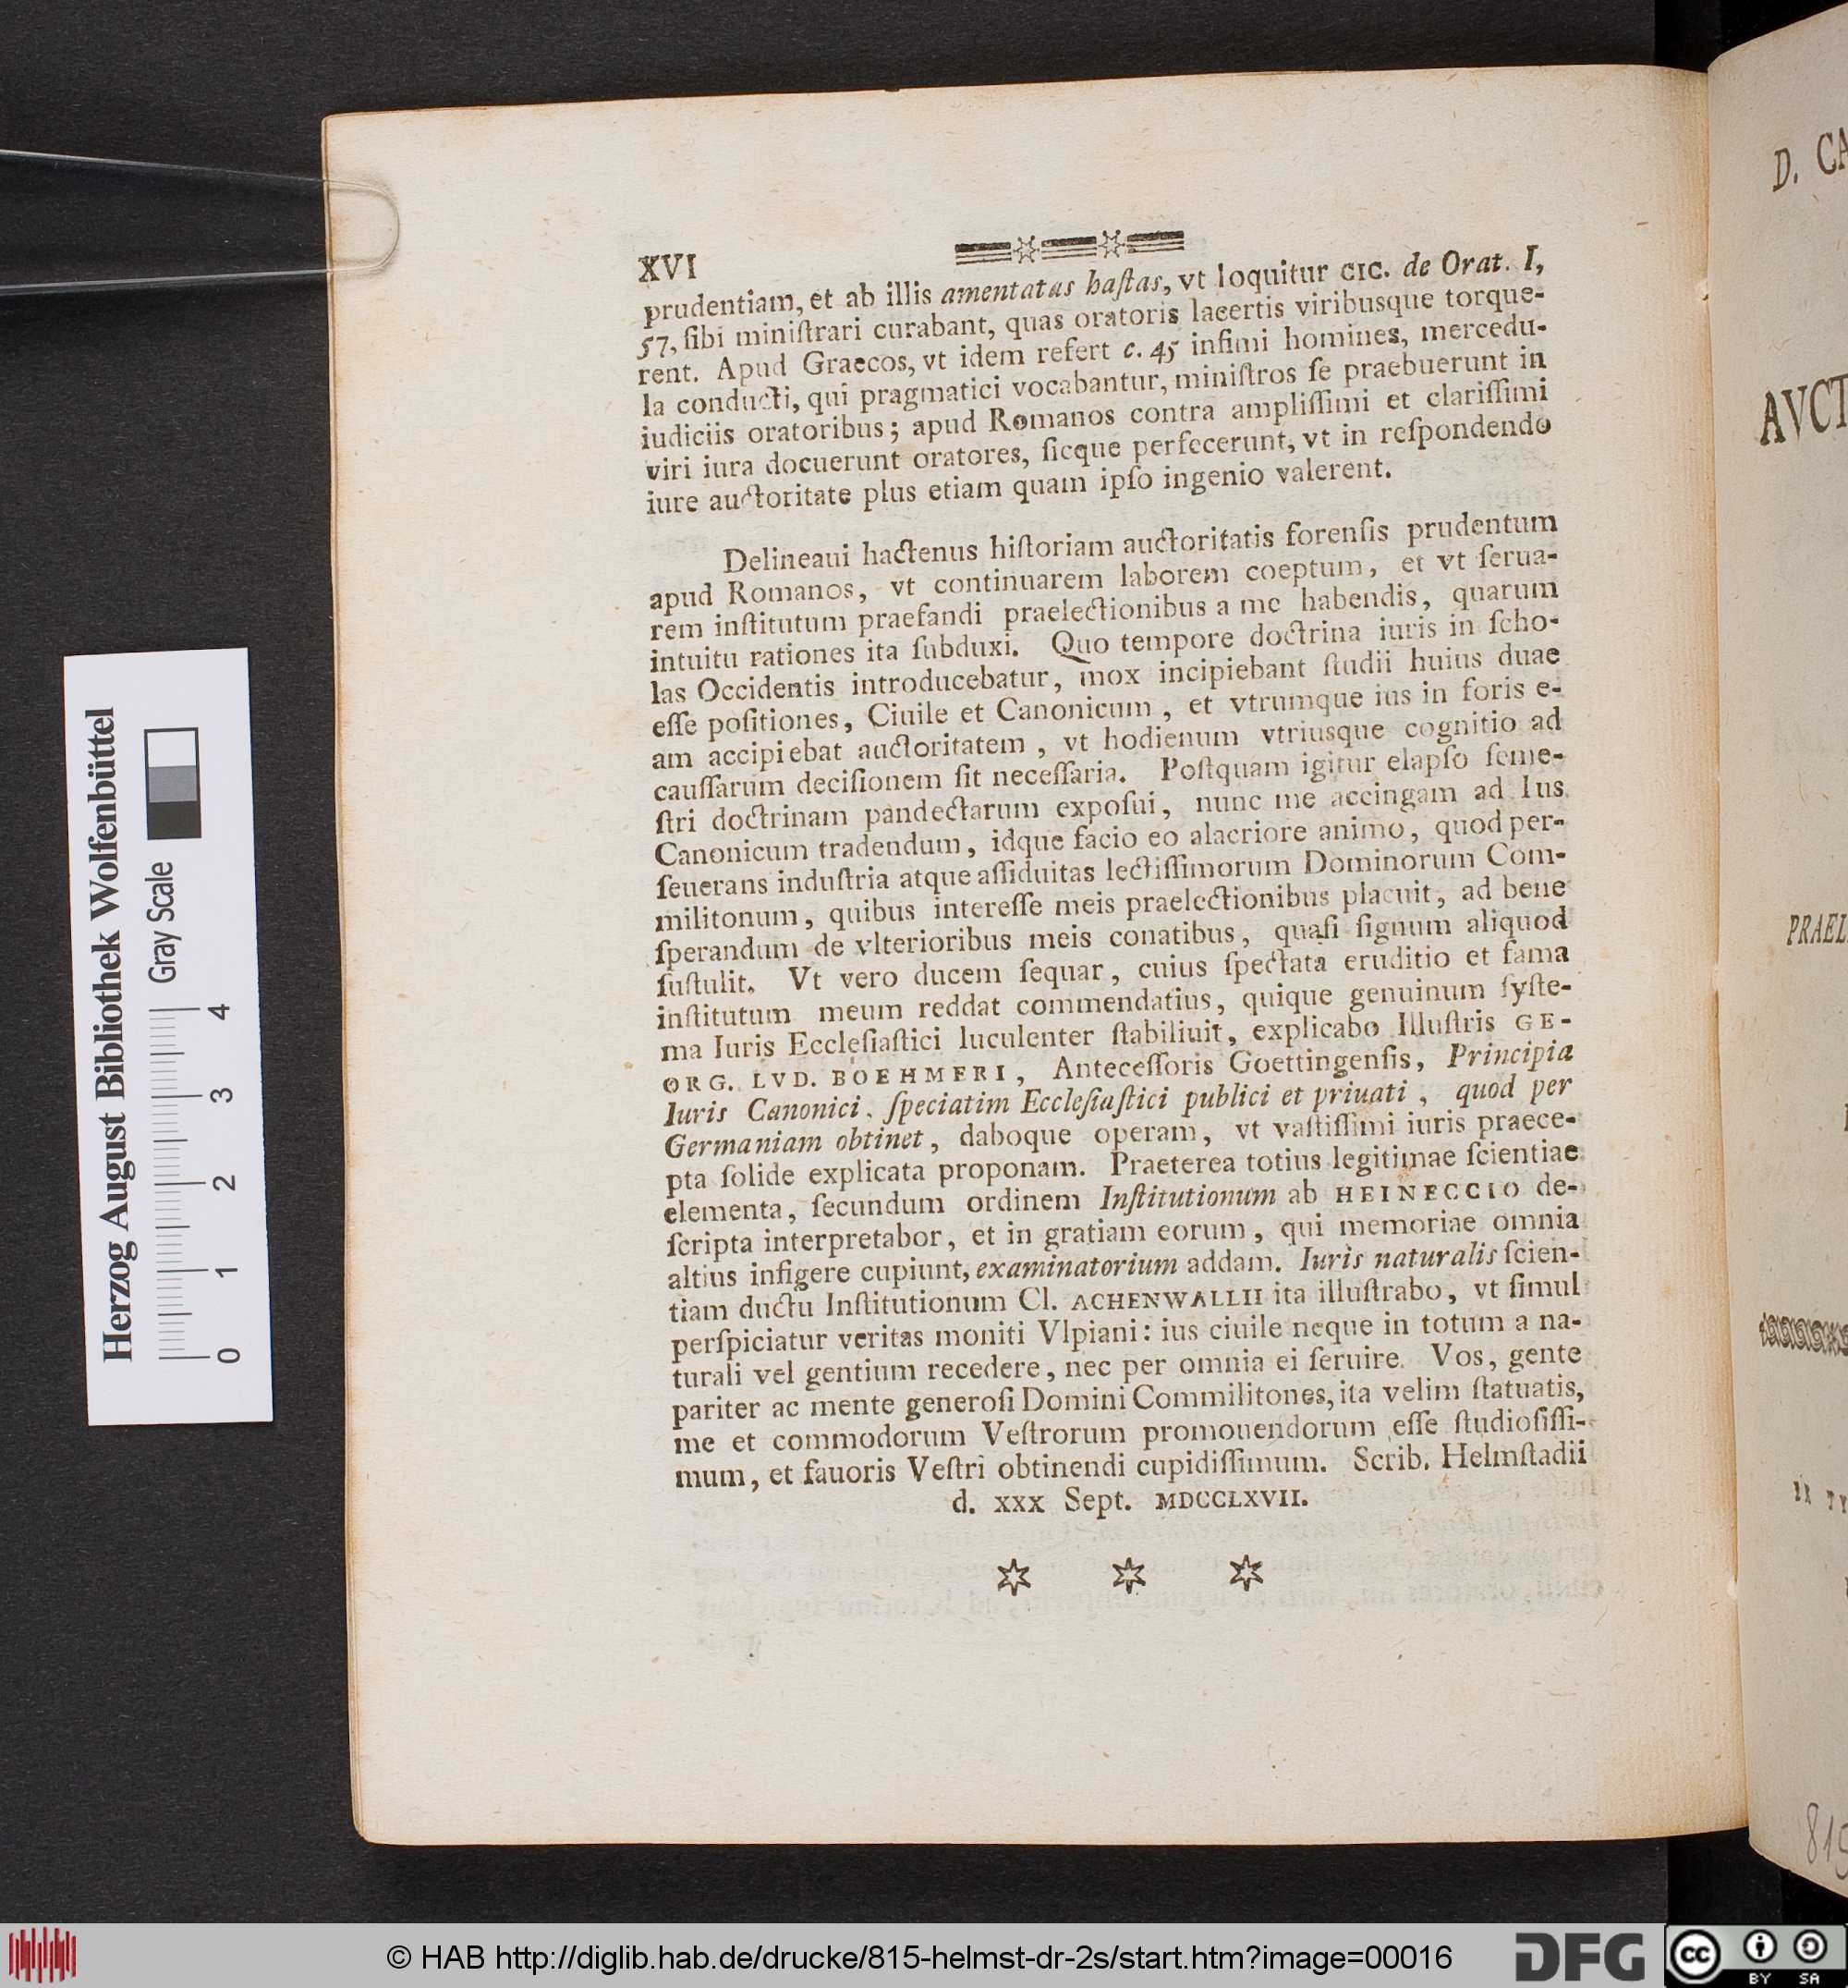 XVI
prudentiam, et ab illis amentatas haſtas, vt loquitur CIC. de Orat. I,
57, ſibi miniſtrari curabant, quas oratoris lacertis viribusque torque-
rent. Apud Graecos, vt idem refert c. 45 infimi homines, mercedu-
la conducti, qui pragmatici vocabantur, miniſtros ſe praebuerunt in
iudiciis oratoribus; apud Romanos contra ampliſſimi et clariſſimi
viri iura docuerunt oratores, ſicque perfecerunt, vt in reſpondendo
iure auctoritate plus etiam quam ipſo ingenio valerent.
Delineaui hactenus hiſtoriam auctoritatis forenſis prudentum
apud Romanos, vt continuarem laborem coeptum, et vt ſerua-
rem inſtitutum praefandi praelectionibus a me habendis, quarum
intuitu rationes ita ſubduxi. Quo tempore doctrina iuris in ſcho-
las Occidentis introducebatur, mox incipiebant ſtudii huius duae
eſſe poſitiones, Ciuile et Canonicum, et vtrumque ius in foris e-
am accipiebat auctoritatem, vt hodienum vtriusque cognitio ad
cauſſarum deciſionem ſit neceſſaria. Poſtquam igitur elapſo ſeme-
ſtri doctrinam pandectarum expoſui, nunc me accingam ad Ius
Canonicum tradendum, idque facio eo alacriore animo, quod per-
ſeuerans induſtria atque aſſiduitas lectiſſimorum Dominorum Com-
militonum, quibus intereſſe meis praelectionibus placuit, ad bene
ſperandum de vlterioribus meis conatibus, quaſi ſignum aliquod
ſuſtulit. Vt vero ducem ſequar, cuius ſpectata eruditio et fama
inſtitutum meum reddat commendatius, quique genuinum ſyſte-
ma Iuris Eccleſiaſtici luculenter ſtabiliuit, explicabo Illuſtris GE-
ORG. LVD. BOEHMERI, Anteceſſoris Goettingenſis, Principia
Iuris Canonici, ſpeciatim Eccleſiaſtici publici et priuati, quod per
Germaniam obtinet, daboque operam, vt vaſtiſſimi iuris praece-
pta ſolide explicata proponam. Praeterea totius legitimae ſcientiae
elementa, ſecundum ordinem Inſtitutionum ab HEINECCIO de-
ſcripta interpretabor, et in gratiam eorum, qui memoriae omnia
altius infigere cupiunt, examinatorium addam. Iuris naturalis ſcien-
tiam ductu Inſtitutionum Cl. ACHENWALLII ita illuſtrabo, vt ſimul
perſpiciatur veritas moniti Vlpiani: ius ciuile neque in totum a na-
turali vel gentium recedere, nec per omnia ei ſeruire. Vos, gente
pariter ac mente generoſi Domini Commilitones, ita velim ſtatuatis,
me et commodorum Veſtrorum promouendorum eſſe ſtudioſiſſi-
mum, et fauoris Veſtri obtinendi cupidiſſimum. Scrib. Helmſtadii
d. XXX Sept. MDCCLXVII.
D. CA
AVCT
PRAEL
815
Herzog August Bibliothek Wolfenbüttel
Gray Scale
0 1 2 3 4
© HAB http://diglib.hab.de/drucke/815-helmst-dr-2s/start.htm?image=00016
DFG
cc BY SA